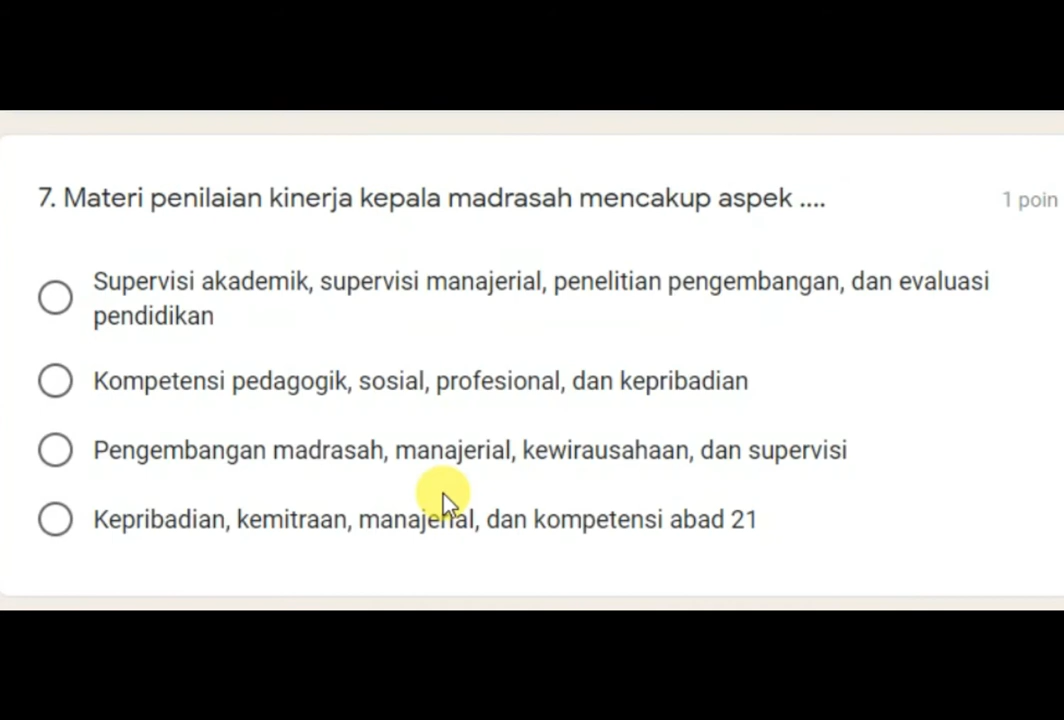 7. Materi penilaian kinerja kepala madrasah mencakup aspek ....
1 poin
Supervisi akademik, supervisi manajerial, penelitian pengembangan, dan evaluasi
pendidikan
Kompetensi pedagogik, sosial, profesional, dan kepribadian
Pengembangan madrasah, manajerial, kewirausahaan, dan supervisi
Kepribadian, kemitraan, manajerial, dan kompetensi abad 21